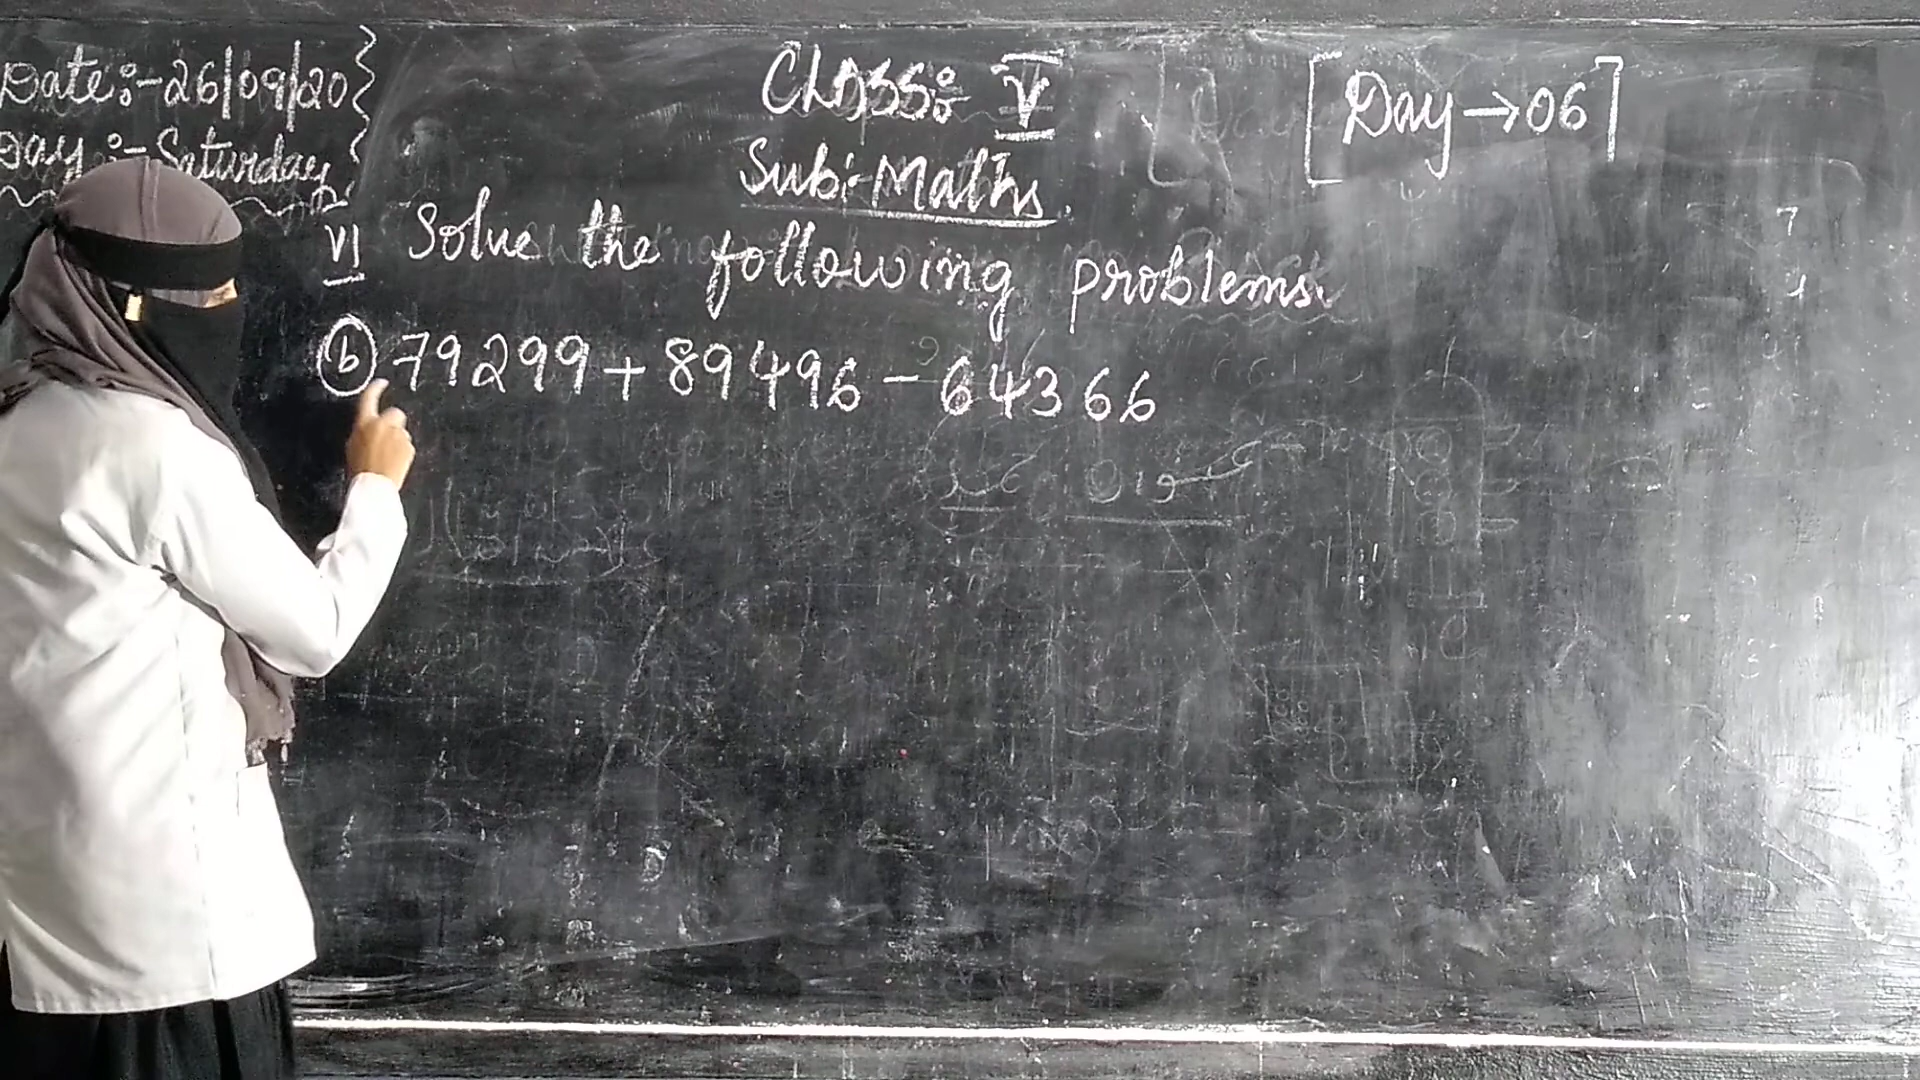 Date:-26/09/20
Day:-Saturday
Class:- V
Sub:-Maths
[Day→06]
VI Solve the following problems.
(b) 79299+89496-64366